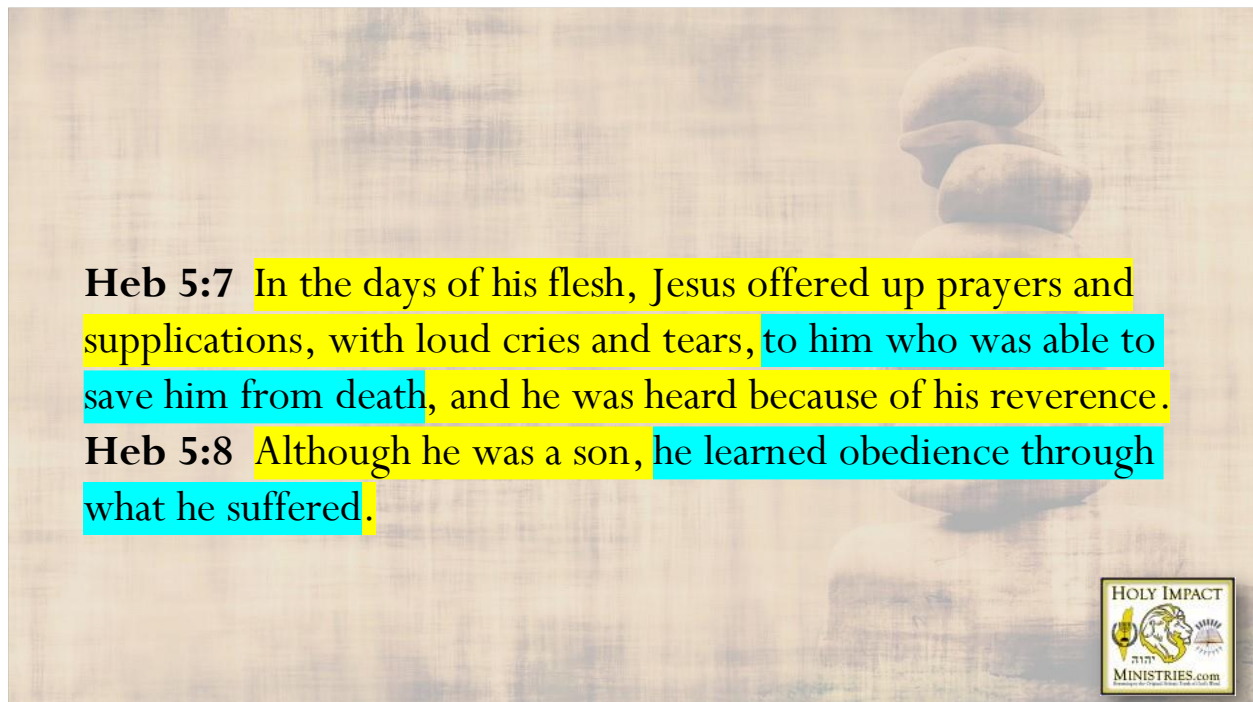 Heb 5:7 In the days of his flesh, Jesus offered up prayers and
supplications, with loud cries and tears, to him who was able to
save him from death, and he was heard because of his reverence.
Heb 5:8 Although he was a son, he learned obedience through
what he suffered.
HOLY IMPACT
יהוה
MINISTRIES.com